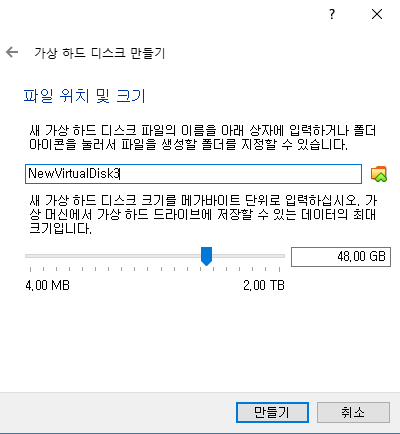 ?
가상 하드 디스크 만들기
파일 위치 및 크기
새 가상 하드 디스크 파일의 이름을 아래 상자에 입력하거나 폴더
아이콘을 눌러서 파일을 생성할 폴더를 지정할 수 있습니다.
NewVirtualDisk3
새 가상 하드 디스크 크기를 메가바이트 단위로 입력하십시오. 가
상 머신에서 가상 하드 드라이브에 저장할 수 있는 데이터의 최대
크기입니다.
48,00 GB
4,00 MB 2,00 TB
만들기 취소